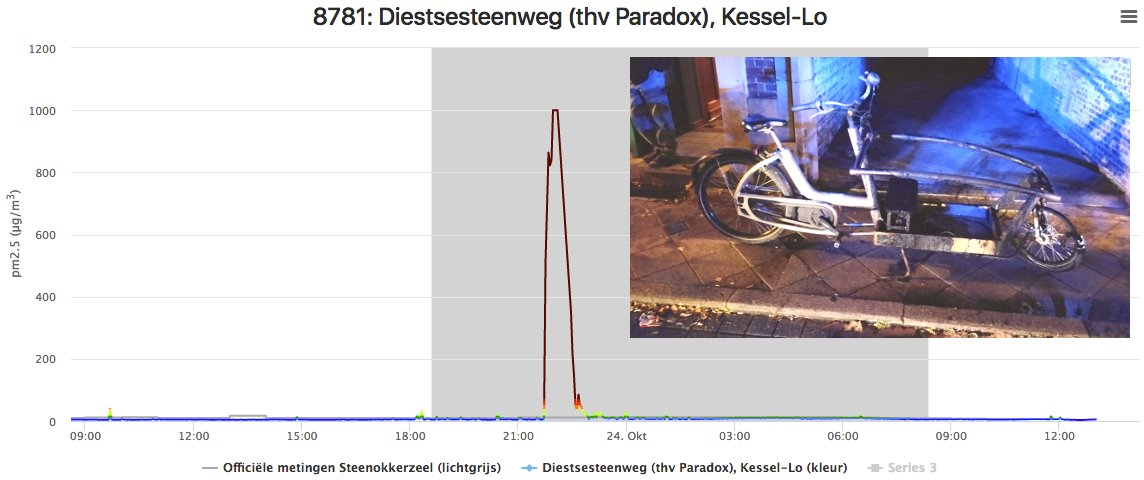 8781: Diestsesteenweg (thv Paradox), Kessel-Lo
pm2.5 (µg/m³)
1200
1000
800
600
400
200
0
09:00 12:00 15:00 18:00 21:00 24 Okt 03:00 06:00 09:00 12:00
Officiële metingen Steenokkerzeel (lichtgrijs) Diestsesteenweg (thv Paradox), Kessel-Lo (kleur) Series 3